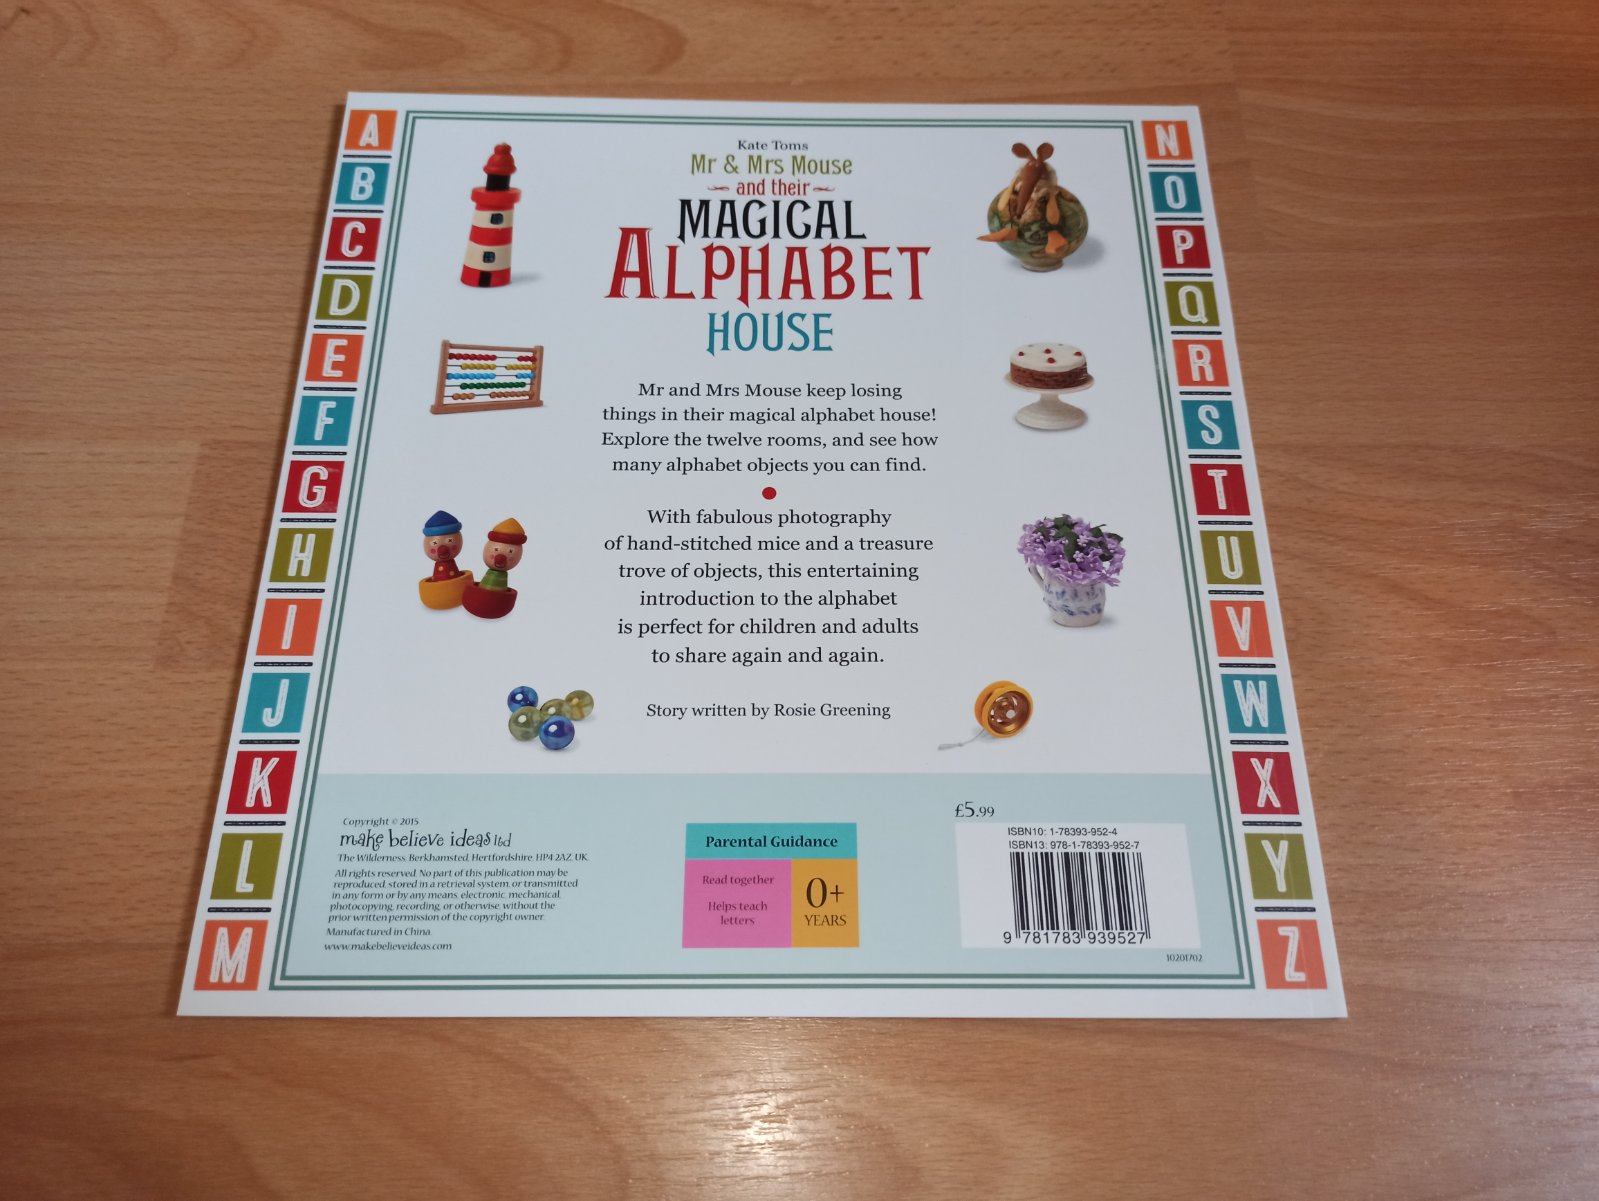 A
B
C
D
E
F
G
H
I
J
K
L
M
Kate Toms
Mr & Mrs Mouse
and their
MAGICAL
ALPHABET
HOUSE
Mr and Mrs Mouse keep losing
things in their magical alphabet house!
Explore the twelve rooms, and see how
many alphabet objects you can find.
With fabulous photography
of hand-stitched mice and a treasure
trove of objects, this entertaining
introduction to the alphabet
is perfect for children and adults
to share again and again.
Story written by Rosie Greening
Copyright © 2015
make believe ideas ltd
The Wilderness, Berkhamsted, Hertfordshire, HP4 2AZ, UK.
All rights reserved. No part of this publication may be
reproduced, stored in a retrieval system, or transmitted
in any form or by any means, electronic, mechanical,
photocopying, recording, or otherwise, without the
prior written permission of the copyright owner.
Manufactured in China.
www.makebelieveideas.com
Parental Guidance
Read together
Helps teach
letters
0+
YEARS
£5.99
ISBN10: 1-78393-952-4
ISBN13: 978-1-78393-952-7
9 781783 939527
10201702
N
O
P
Q
R
S
T
U
V
W
X
Y
Z